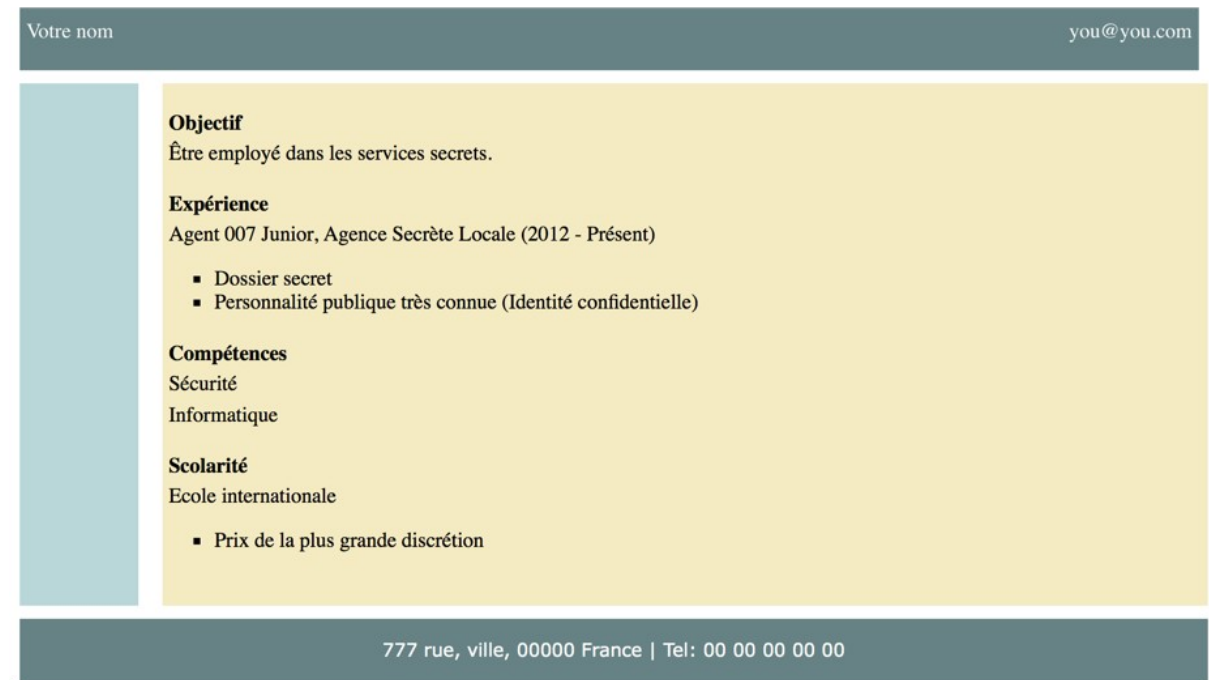 Votre nom
you@you.com
Objectif
Être employé dans les services secrets.
Expérience
Agent 007 Junior, Agence Secrète Locale (2012 - Présent)
▪ Dossier secret
▪ Personnalité publique très connue (Identité confidentielle)
Compétences
Sécurité
Informatique
Scolarité
Ecole internationale
▪ Prix de la plus grande discrétion
777 rue, ville, 00000 France | Tel: 00 00 00 00 00